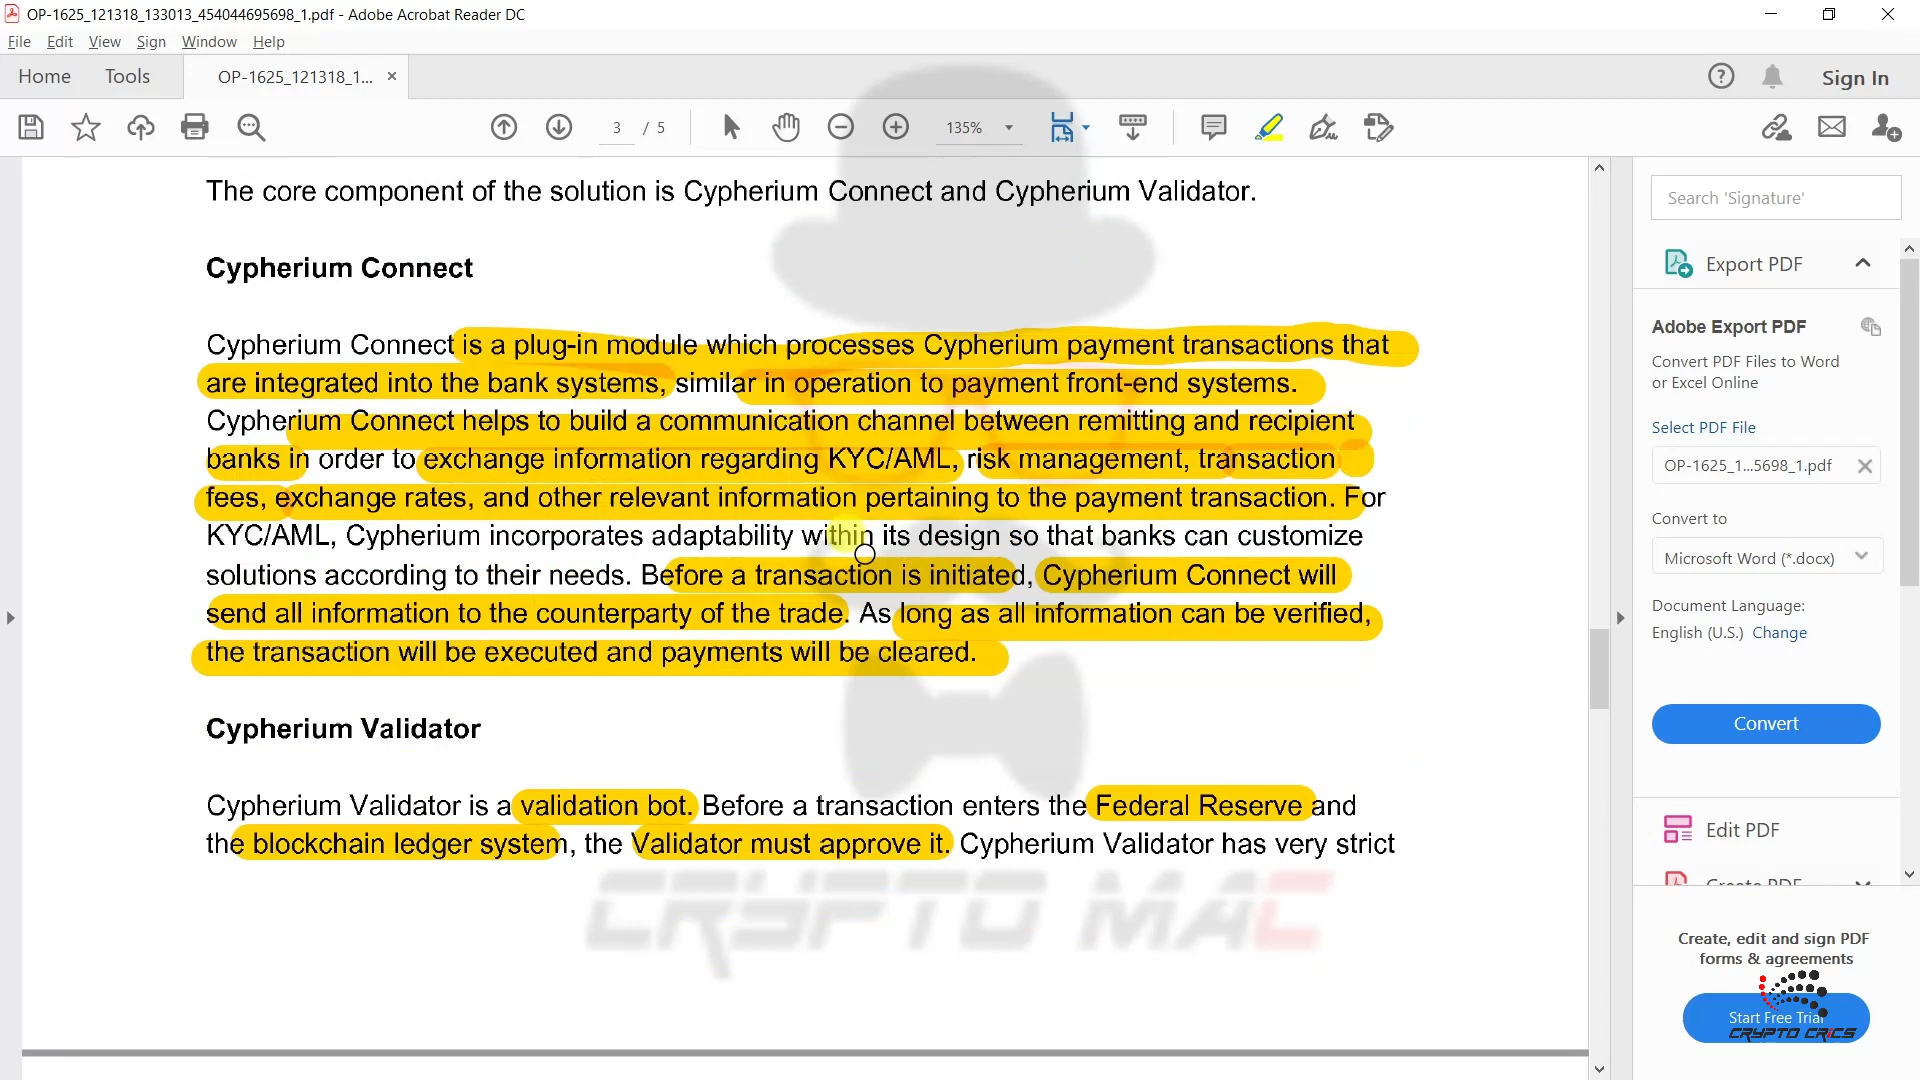 OP-1625_121318_133013_454044695698_1.pdf - Adobe Acrobat Reader DC
File Edit View Sign Window Help
Home Tools OP-1625_121318_1... × Sign In
3 / 5 135%
The core component of the solution is Cypherium Connect and Cypherium Validator.
Cypherium Connect
Cypherium Connect is a plug-in module which processes Cypherium payment transactions that
are integrated into the bank systems, similar in operation to payment front-end systems.
Cypherium Connect helps to build a communication channel between remitting and recipient
banks in order to exchange information regarding KYC/AML, risk management, transaction
fees, exchange rates, and other relevant information pertaining to the payment transaction. For
KYC/AML, Cypherium incorporates adaptability within its design so that banks can customize
solutions according to their needs. Before a transaction is initiated, Cypherium Connect will
send all information to the counterparty of the trade. As long as all information can be verified,
the transaction will be executed and payments will be cleared.
Cypherium Validator
Cypherium Validator is a validation bot. Before a transaction enters the Federal Reserve and
the blockchain ledger system, the Validator must approve it. Cypherium Validator has very strict
CRYPTO MAC
Search 'Signature'
Export PDF
Adobe Export PDF
Convert PDF Files to Word
or Excel Online
Select PDF File
OP-1625_1...5698_1.pdf
Convert to
Microsoft Word (*.docx)
Document Language:
English (U.S.) Change
Convert
Edit PDF
Create PDF
Create, edit and sign PDF
forms & agreements
Start Free Trial
CRYPTO CRICS